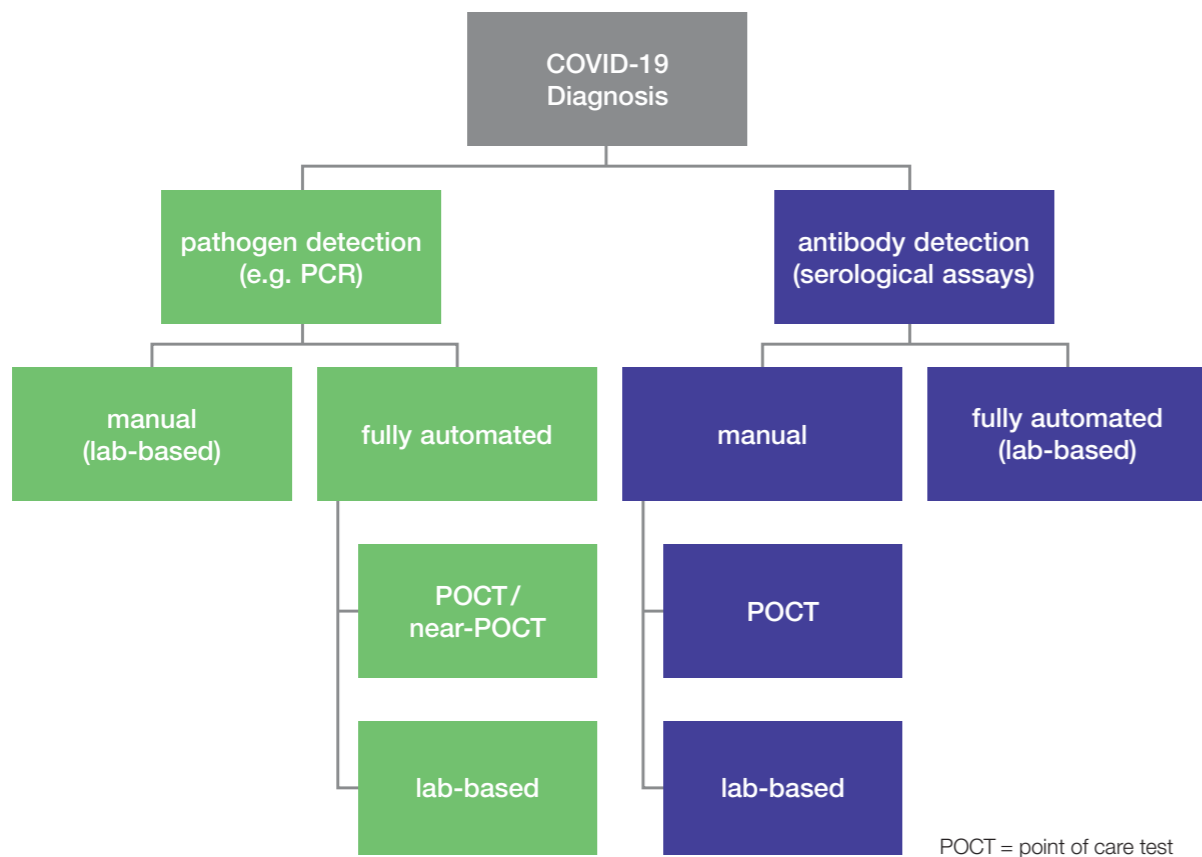 COVID-19
Diagnosis
pathogen detection
(e.g. PCR)
antibody detection
(serological assays)
manual
(lab-based)
fully automated
manual
fully automated
(lab-based)
POCT /
near-POCT
POCT
lab-based
lab-based
POCT = point of care test